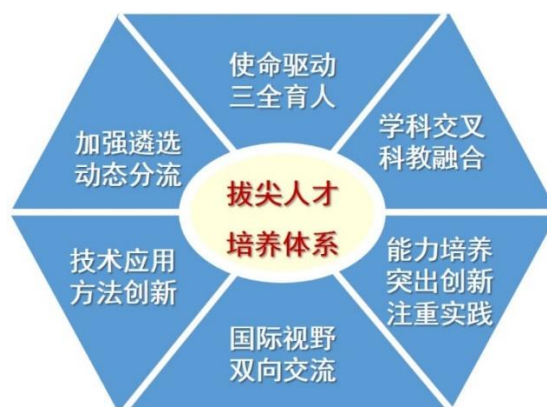 使命驱动
三全育人
学科交叉
科教融合
能力培养
突出创新
注重实践
国际视野
双向交流
技术应用
方法创新
加强遴选
动态分流
拔尖人才
培养体系